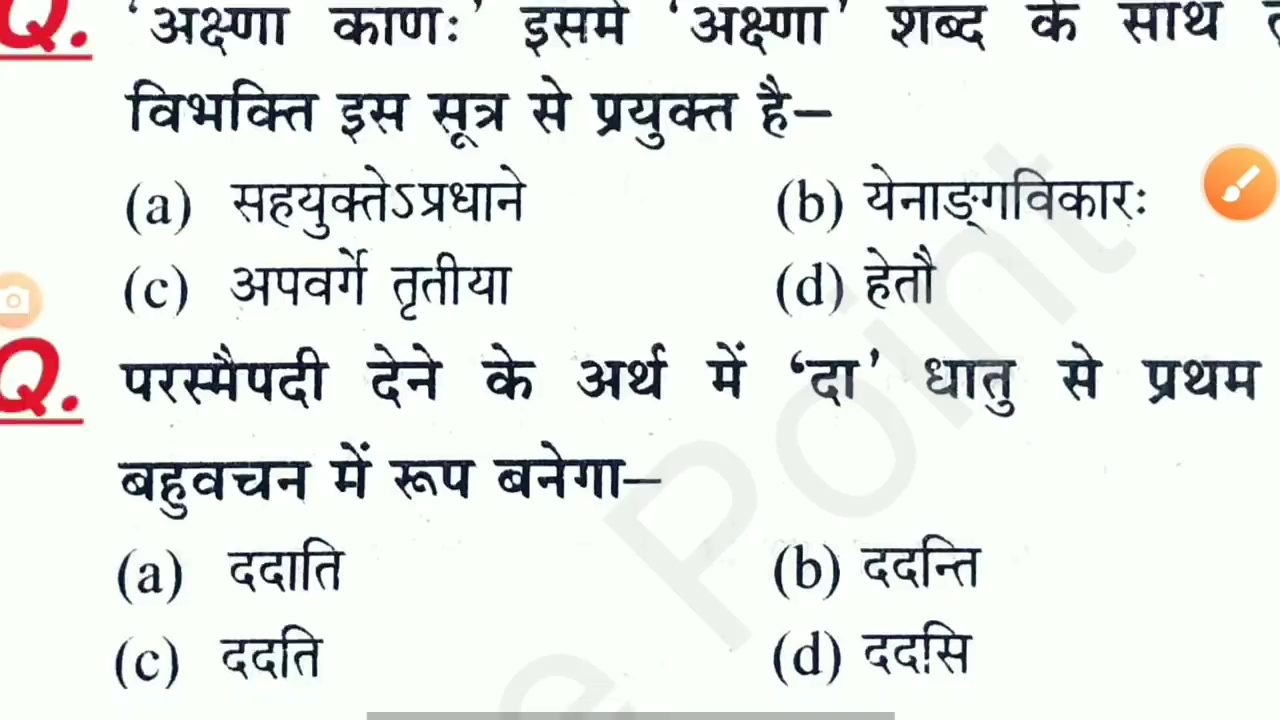 Q. 'अक्ष्णा काणः' इसमें 'अक्ष्णा' शब्द के साथ
विभक्ति इस सूत्र से प्रयुक्त है–
(a) सहयुक्तेऽप्रधाने (b) येनाङ्गविकारः
(c) अपवर्गे तृतीया (d) हेतौ
Q. परस्मैपदी देने के अर्थ में 'दा' धातु से प्रथम
बहुवचन में रूप बनेगा–
(a) ददाति (b) ददन्ति
(c) ददति (d) ददसि
e Point